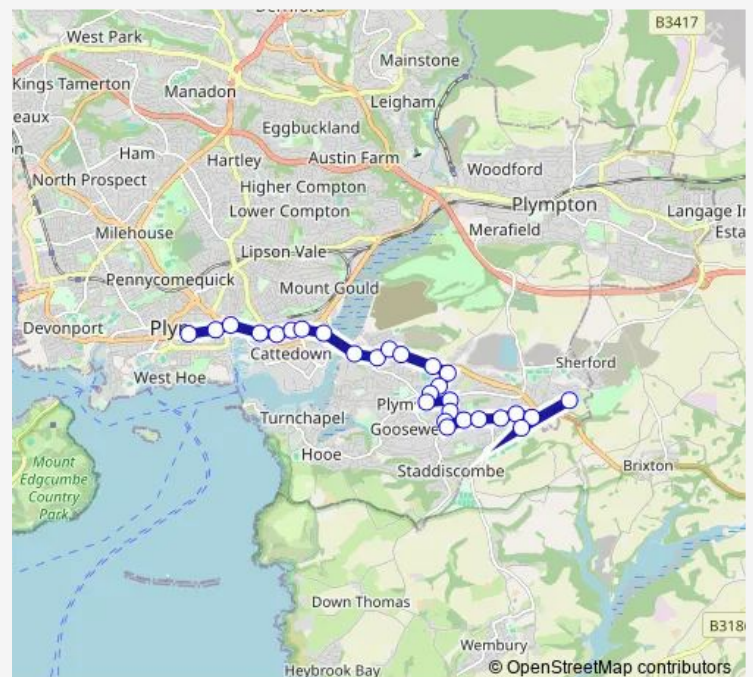 B3417
West Park
Mainstone
Kings Tamerton
Manadon
Leigham
eaux
Eggbuckland
Ham
Hartley
Austin Farm
Woodford
North Prospect
Higher Compton
Plympton
Lower Compton
Langage In
Merafield
Esta
Milehouse
Lipson Vale
Pennycomequick
Mount Gould
Devonport
Plym
Cattedown
Sherford
West Hoe
Plym
Turnchapel
Goosewe
Hooe
Staddiscombe
Brixton
Mount
Edgcumbe
Country
Park
Down Thomas
B318
Wembury
Heybrook Bay
© OpenStreetMap contributors